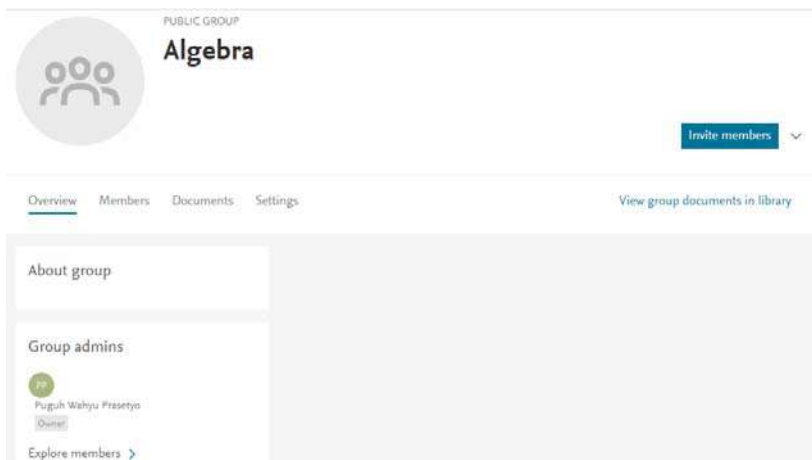 PUBLIC GROUP
Algebra
Invite members
Overview Members Documents Settings View group documents in library
About group
Group admins
PP
Puguh Wahyu Prasetyo
Owner
Explore members >